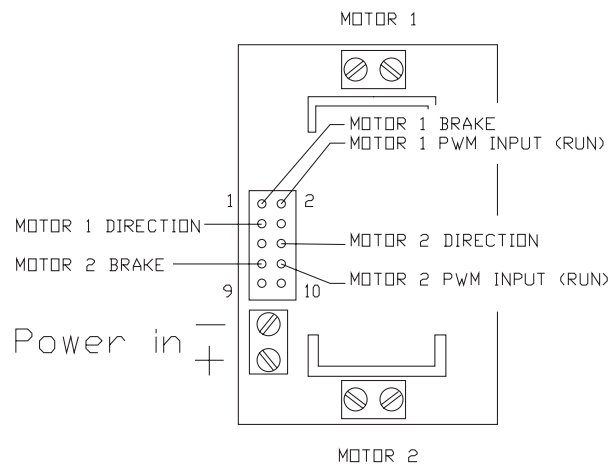 MOTOR 1
MOTOR 1 BRAKE
MOTOR 1 PWM INPUT (RUN)
1 2
MOTOR 1 DIRECTION
MOTOR 2 DIRECTION
MOTOR 2 BRAKE
MOTOR 2 PWM INPUT (RUN)
9 10
Power in - +
MOTOR 2